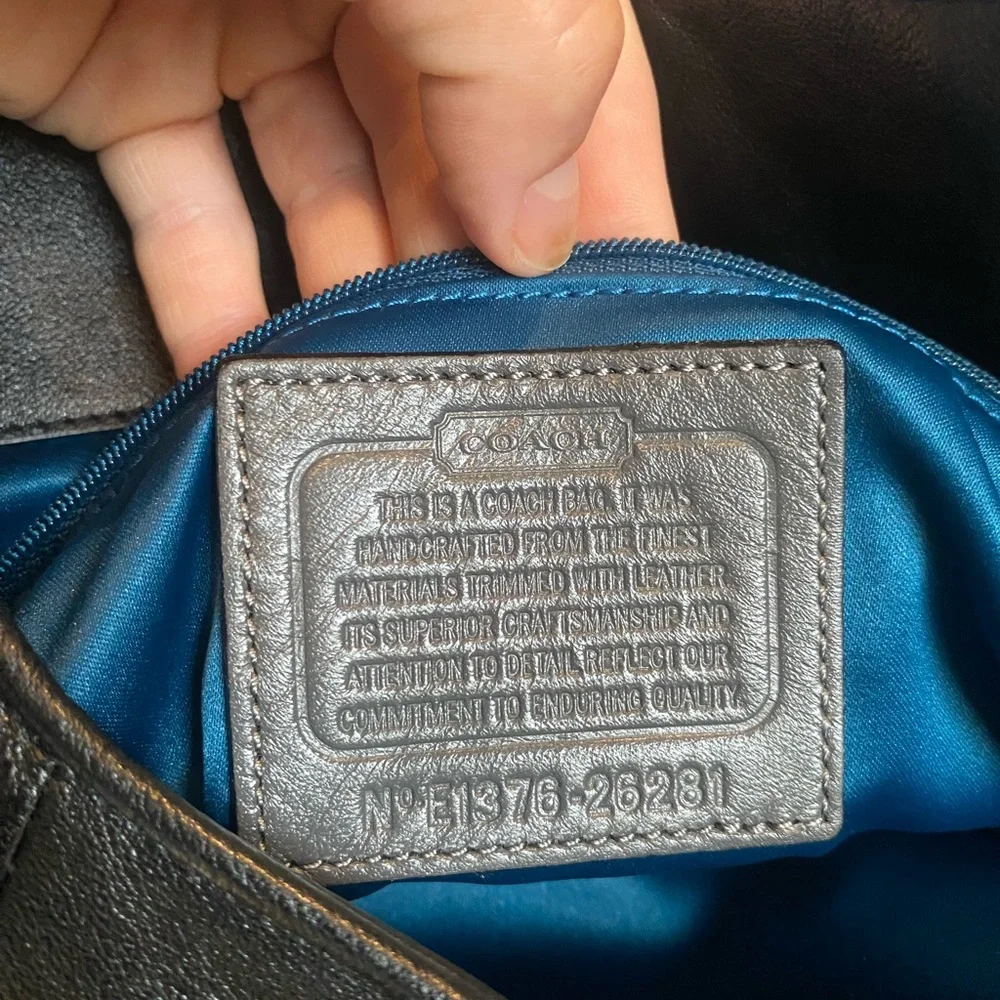 COACH
THIS IS A COACH BAG. IT WAS
HANDCRAFTED FROM THE FINEST
MATERIALS TRIMMED WITH LEATHER.
ITS SUPERIOR CRAFTSMANSHIP AND
ATTENTION TO DETAIL REFLECT OUR
COMMITMENT TO ENDURING QUALITY.
Nº E1376-26281